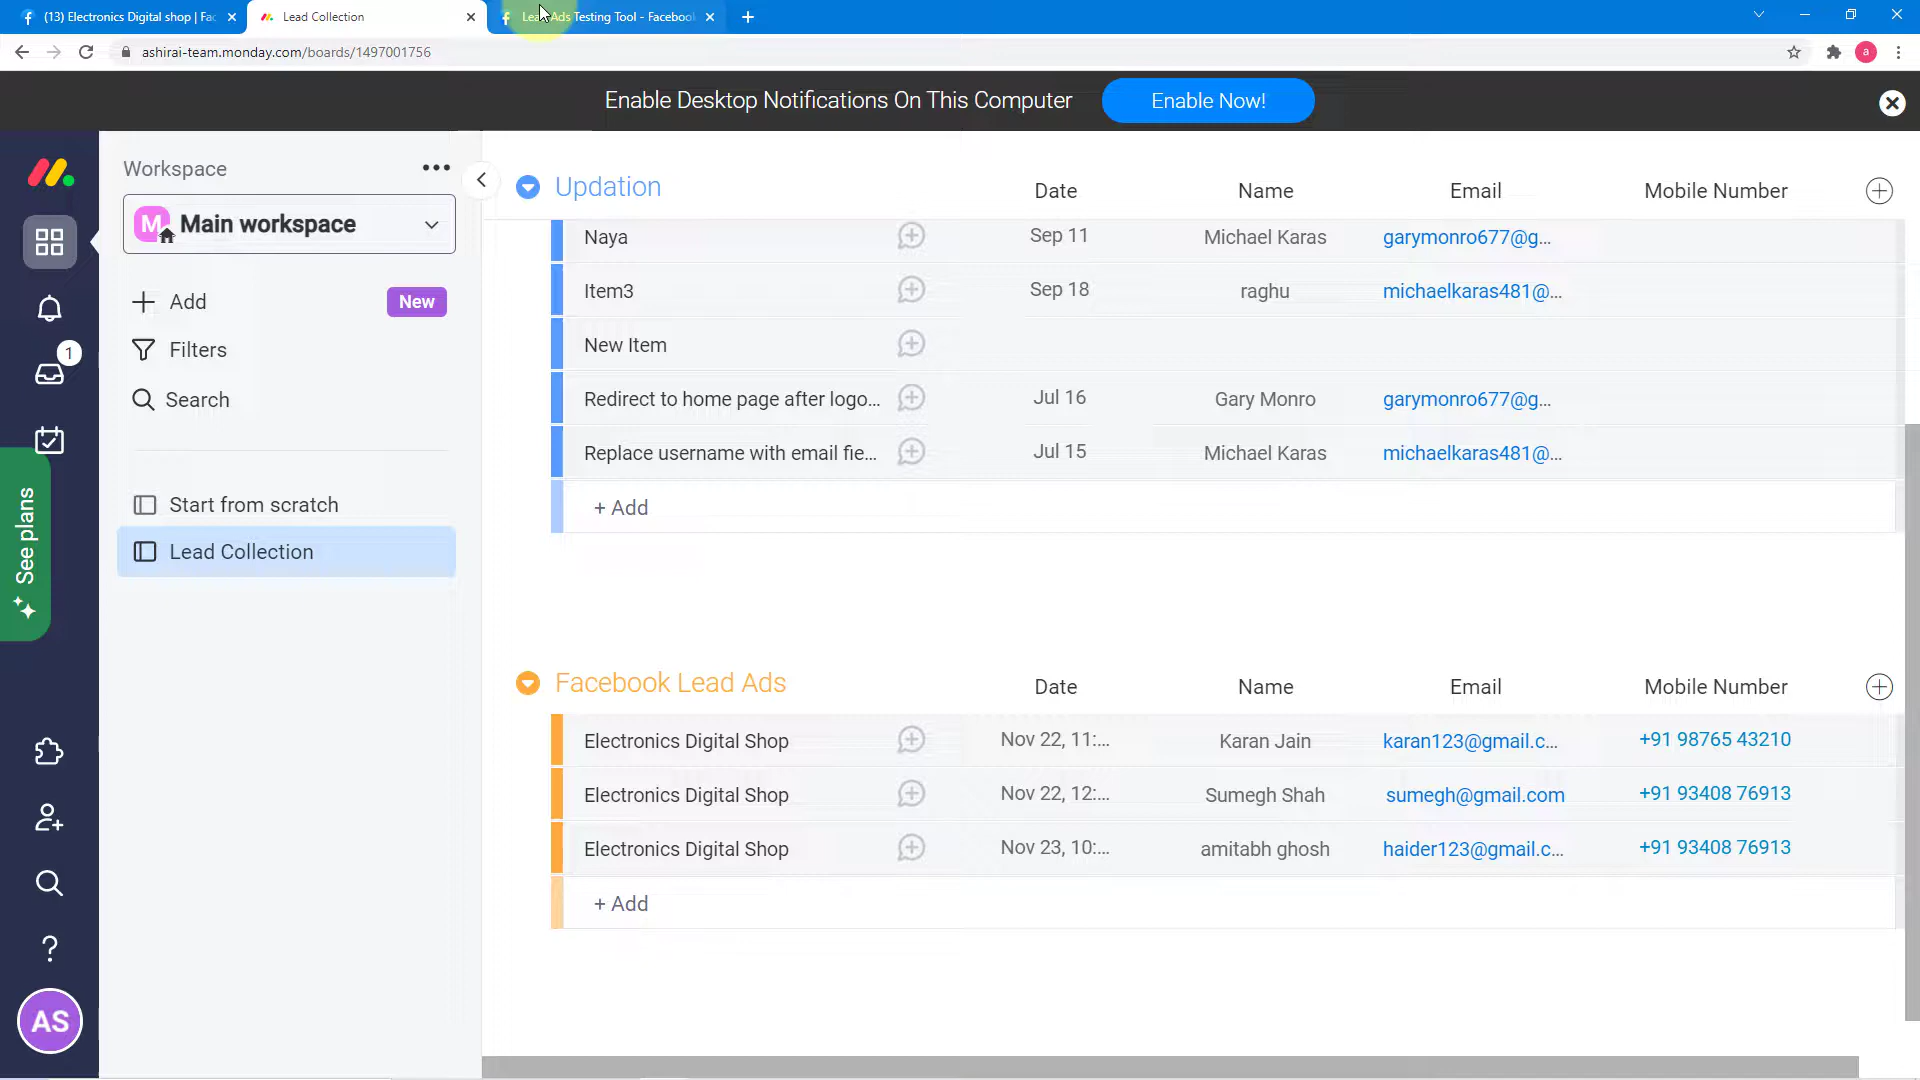 (13) Electronics Digital shop | Fac
Lead Collection
Lead Ads Testing Tool - Facebook
ashirai-team.monday.com/boards/1497001756
a
Enable Desktop Notifications On This Computer
Enable Now!
Workspace
M
Main workspace
Add
New
Filters
1
Search
See plans
Start from scratch
Lead Collection
AS
Updation
Date
Name
Email
Mobile Number
Naya
Sep 11
Michael Karas
garymonro677@g...
Item3
Sep 18
raghu
michaelkaras481@...
New Item
Redirect to home page after logo...
Jul 16
Gary Monro
garymonro677@g...
Replace username with email fie...
Jul 15
Michael Karas
michaelkaras481@...
+ Add
Facebook Lead Ads
Date
Name
Email
Mobile Number
Electronics Digital Shop
Nov 22, 11:...
Karan Jain
karan123@gmail.c...
+91 98765 43210
Electronics Digital Shop
Nov 22, 12:...
Sumegh Shah
sumegh@gmail.com
+91 93408 76913
Electronics Digital Shop
Nov 23, 10:...
amitabh ghosh
haider123@gmail.c...
+91 93408 76913
+ Add